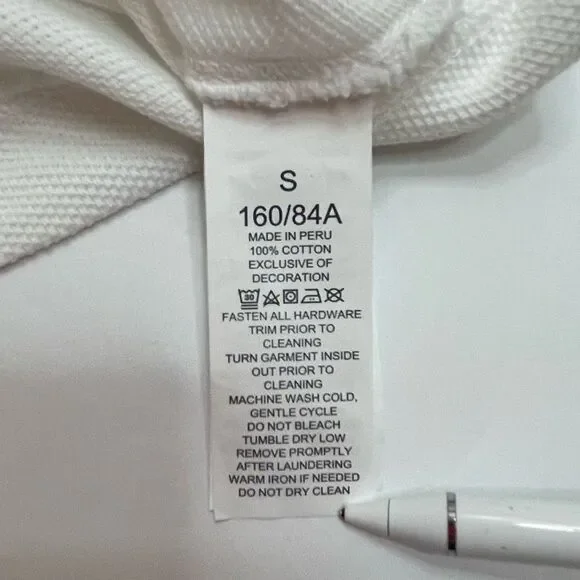 S
160/84A
MADE IN PERU
100% COTTON
EXCLUSIVE OF
DECORATION
30
FASTEN ALL HARDWARE
TRIM PRIOR TO
CLEANING
TURN GARMENT INSIDE
OUT PRIOR TO
CLEANING
MACHINE WASH COLD,
GENTLE CYCLE
DO NOT BLEACH
TUMBLE DRY LOW
REMOVE PROMPTLY
AFTER LAUNDERING
WARM IRON IF NEEDED
DO NOT DRY CLEAN